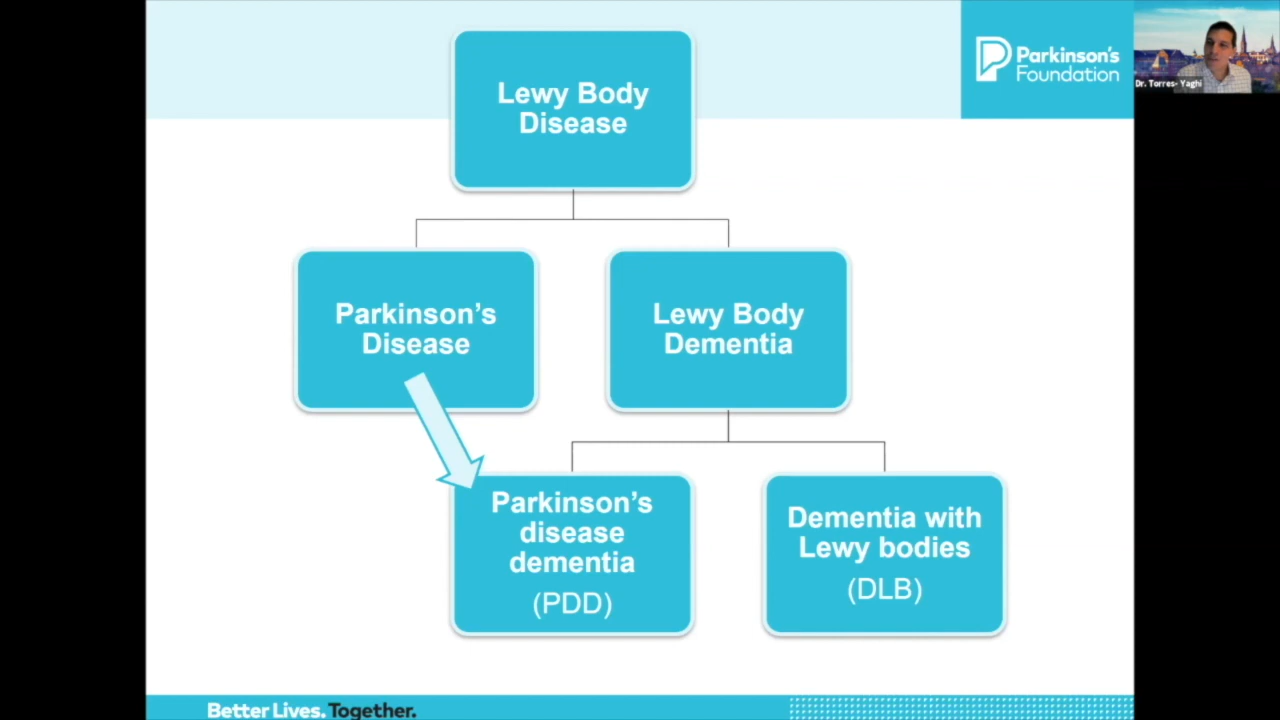 Lewy Body
Disease
Parkinson's
Foundation
Dr. Torres- Yaghi
Parkinson's
Disease
Lewy Body
Dementia
Parkinson's
disease
dementia
(PDD)
Dementia with
Lewy bodies
(DLB)
Better Lives. Together.